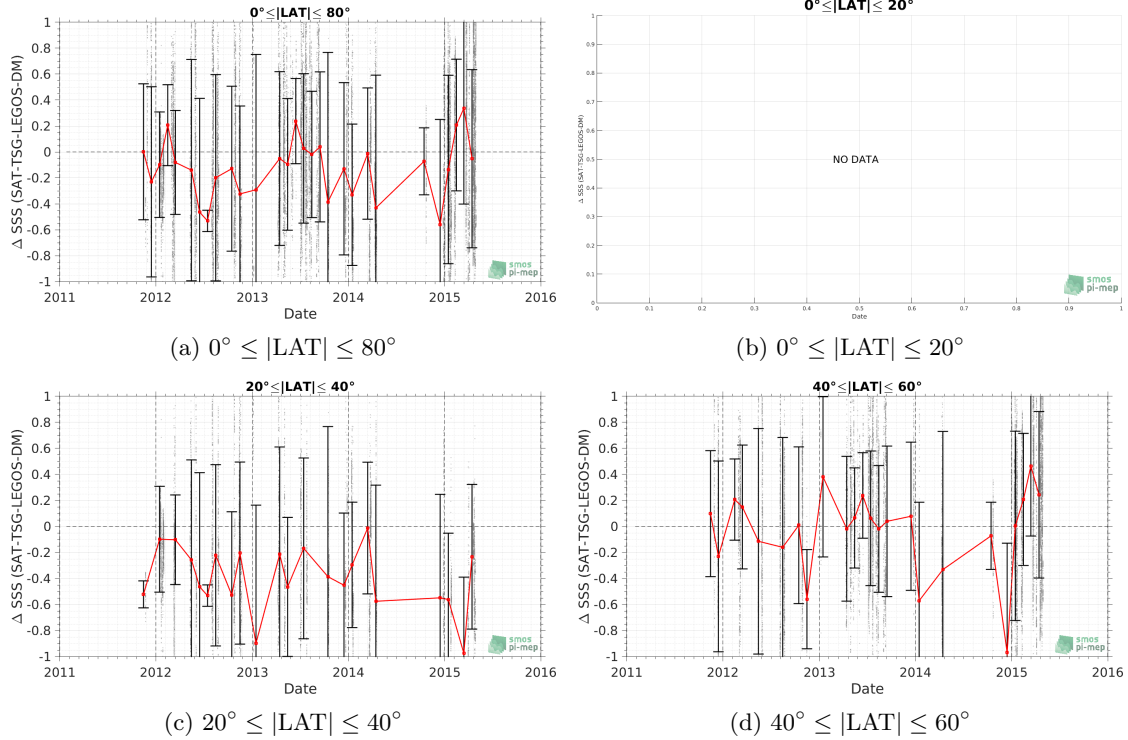 0°≤|LAT|≤ 80°
Δ SSS (SAT-TSG-LEGOS-DM)
1
0.8
0.6
0.4
0.2
0
-0.2
-0.4
-0.6
-0.8
-1
2011 2012 2013 2014 2015 2016
Date
smos
pi-mep
(a) 0° ≤ |LAT| ≤ 80°
0°≤|LAT|≤ 20°
Δ SSS (SAT-TSG-LEGOS-DM)
1
0.9
0.8
0.7
0.6
0.5
0.4
0.3
0.2
0.1
0
NO DATA
0 0.1 0.2 0.3 0.4 0.5 0.6 0.7 0.8 0.9 1
Date
smos
pi-mep
(b) 0° ≤ |LAT| ≤ 20°
20°≤|LAT|≤ 40°
Δ SSS (SAT-TSG-LEGOS-DM)
1
0.8
0.6
0.4
0.2
0
-0.2
-0.4
-0.6
-0.8
-1
2011 2012 2013 2014 2015 2016
Date
smos
pi-mep
(c) 20° ≤ |LAT| ≤ 40°
40°≤|LAT|≤ 60°
Δ SSS (SAT-TSG-LEGOS-DM)
1
0.8
0.6
0.4
0.2
0
-0.2
-0.4
-0.6
-0.8
-1
2011 2012 2013 2014 2015 2016
Date
smos
pi-mep
(d) 40° ≤ |LAT| ≤ 60°